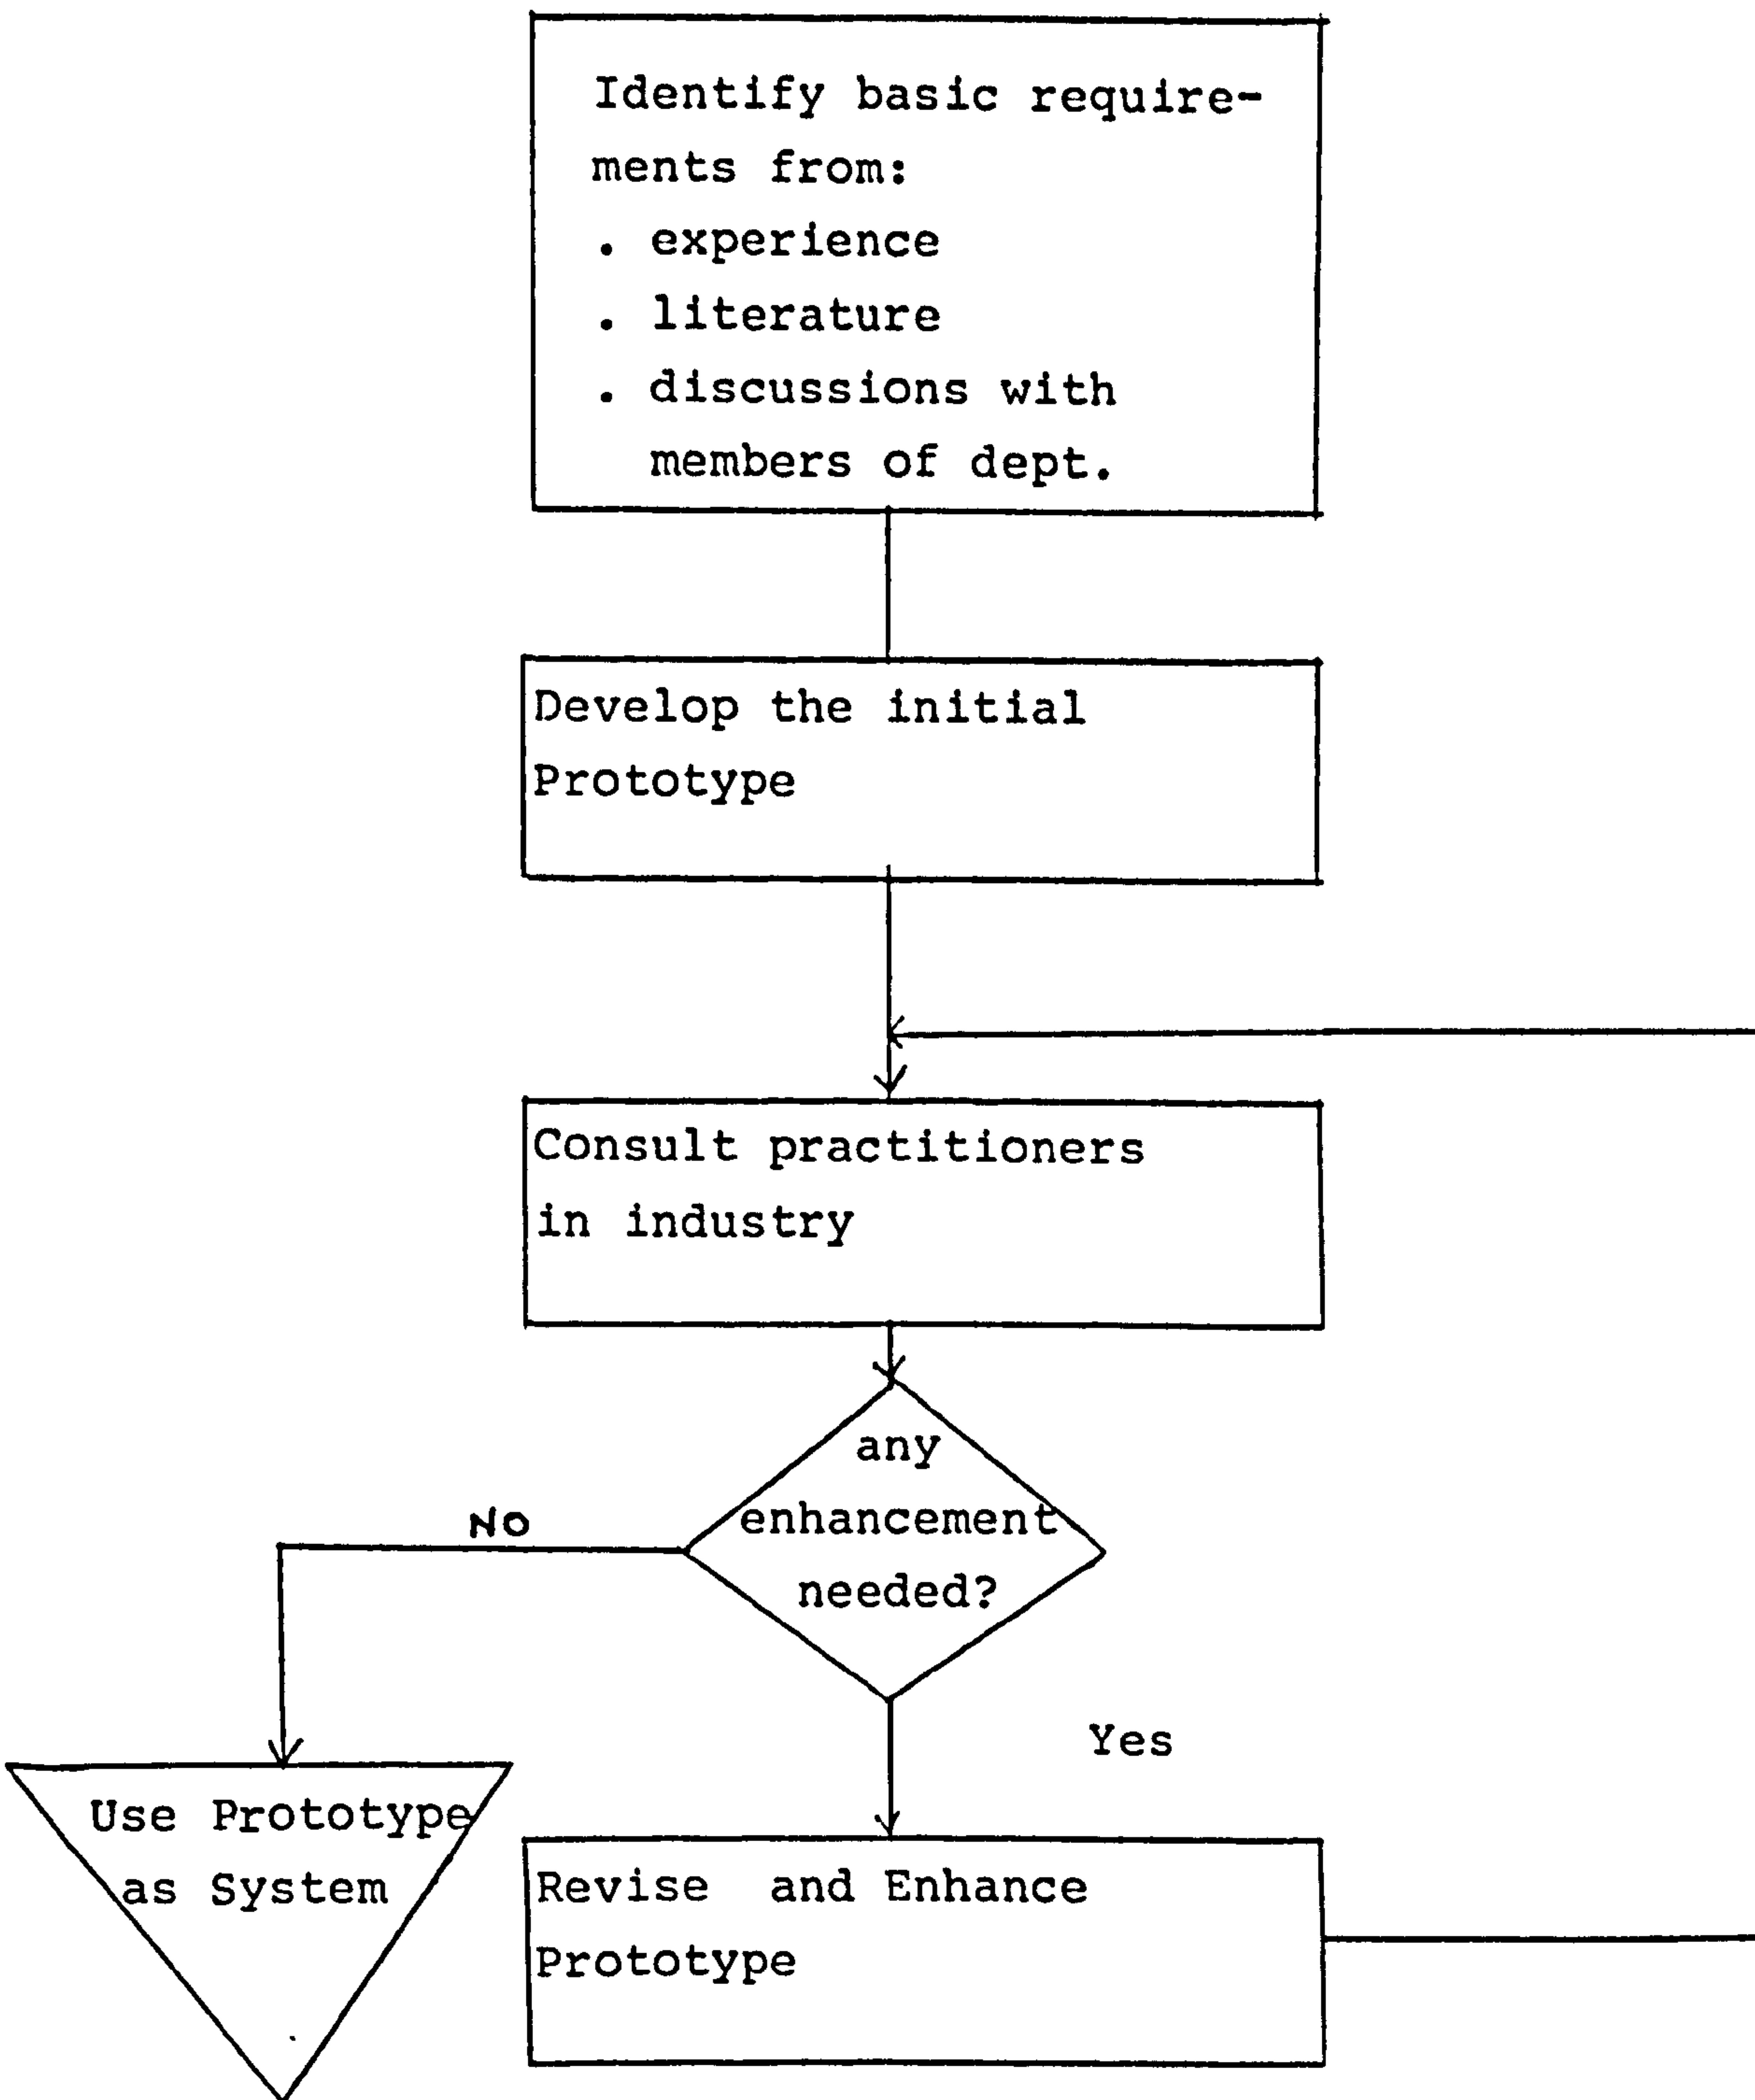 Identify basic require-
ments from:
. experience
. literature
. discussions with
members of dept.
Develop the initial
Prototype
Consult practitioners
in industry
any
enhancement
needed?
NO
Yes
Use Prototype
as System
Revise and Enhance
Prototype